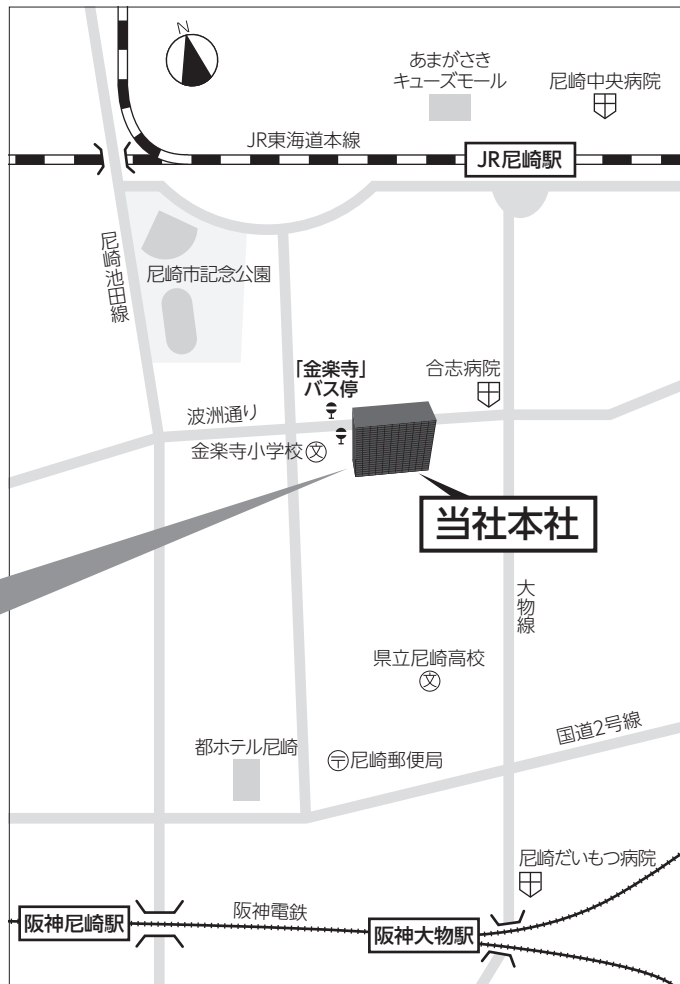 N
あまがさき
キューズモール
尼崎中央病院
JR東海道本線
JR尼崎駅
尼崎池田線
尼崎市記念公園
「金楽寺」
バス停
合志病院
波洲通り
金楽寺小学校
文
当社本社
大物線
県立尼崎高校
文
国道2号線
都ホテル尼崎
〒尼崎郵便局
尼崎だいもつ病院
阪神尼崎駅
阪神電鉄
阪神大物駅